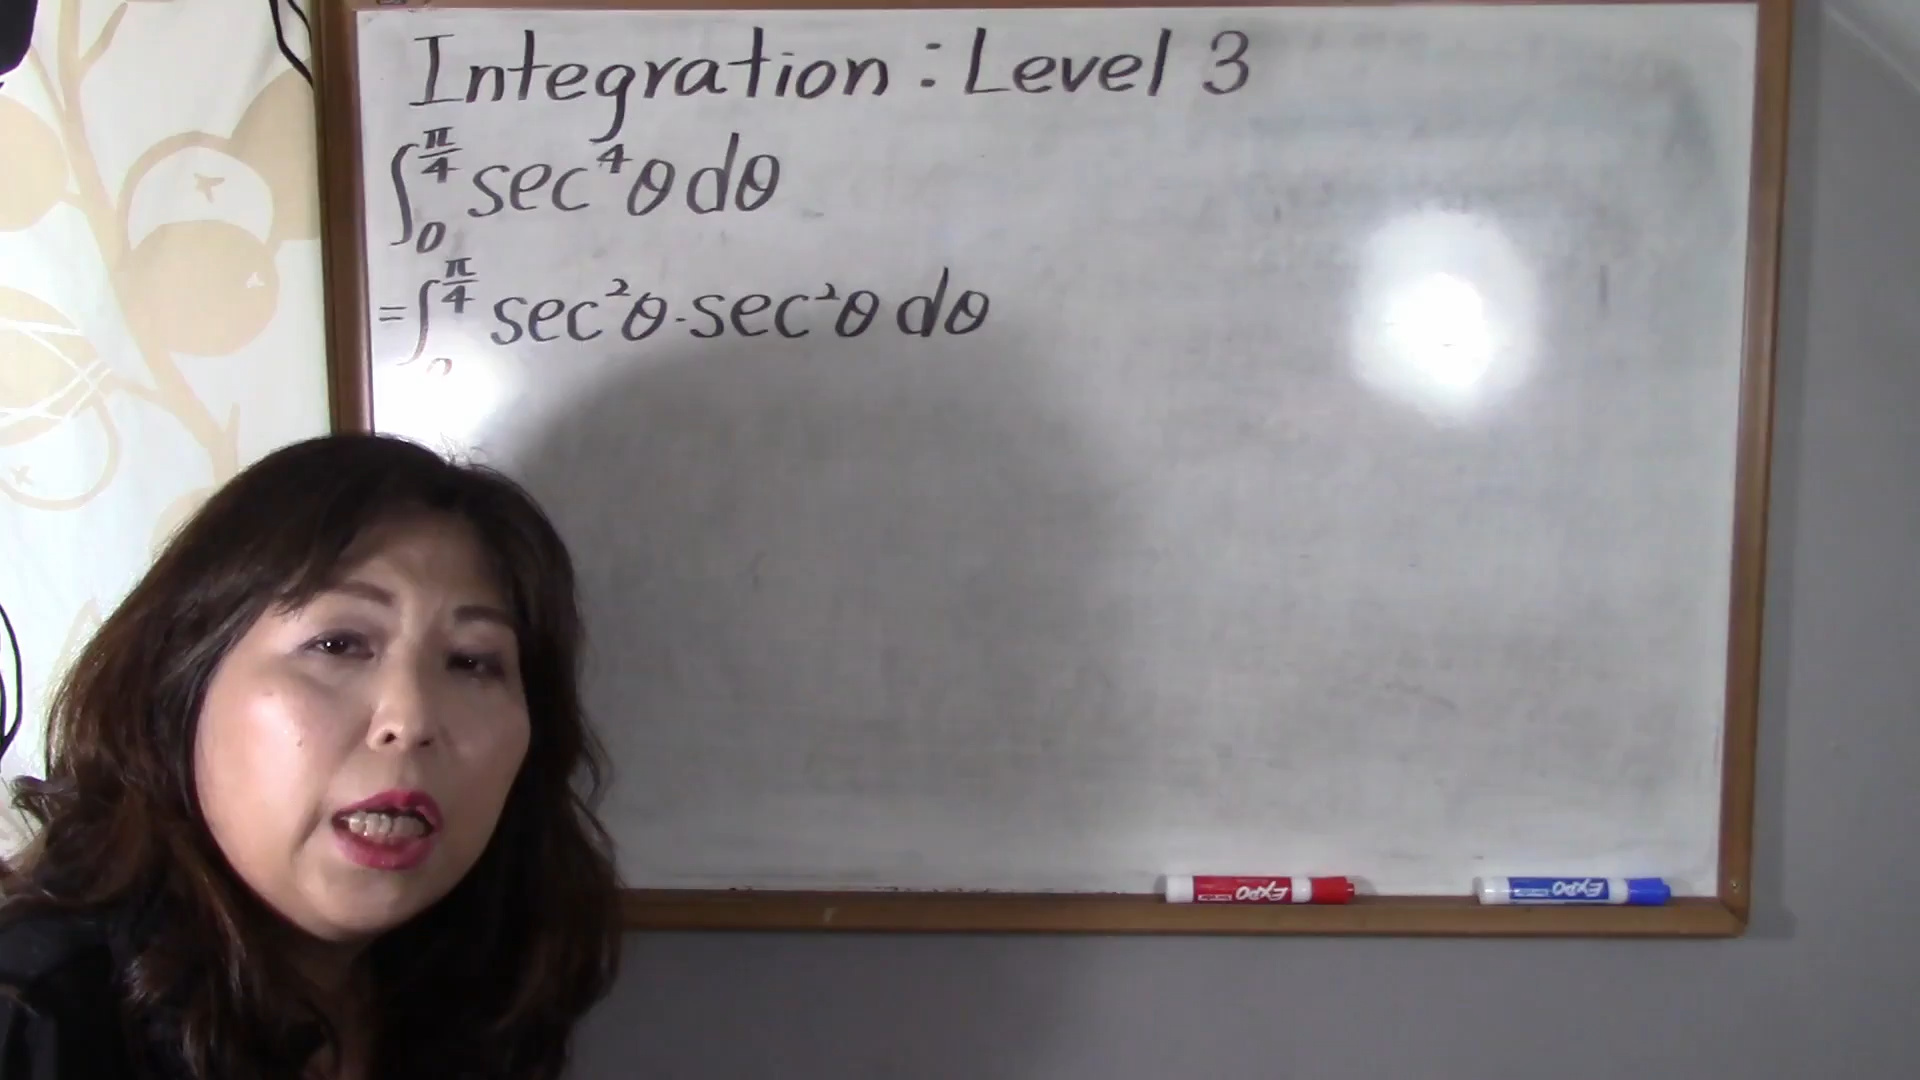 Integration : Level 3
∫₀^(π/4) sec⁴θ dθ
= ∫₀^(π/4) sec²θ · sec²θ dθ
EXPO
EXPO